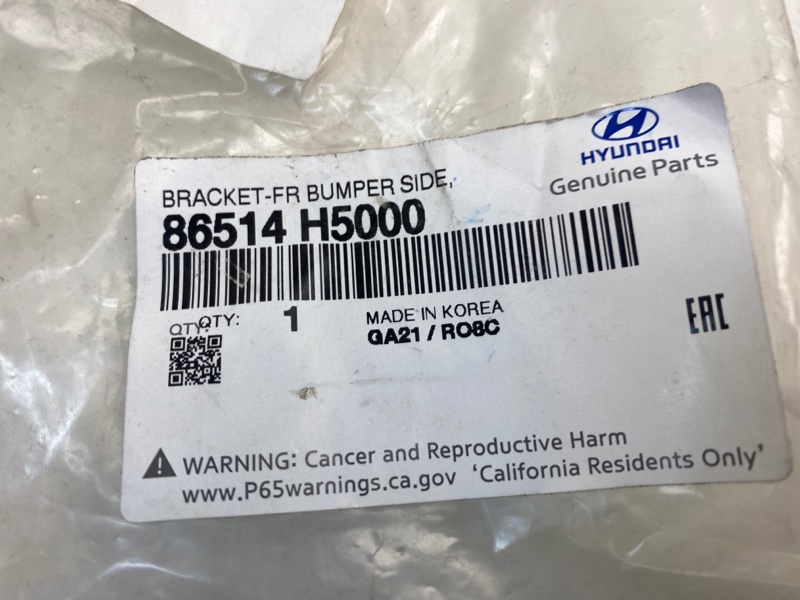 HYUNDAI
Genuine Parts
BRACKET-FR BUMPER SIDE,
86514 H5000
QTY: QTY: 1
MADE IN KOREA
GA21 / RO8C
EAC
WARNING: Cancer and Reproductive Harm
www.P65warnings.ca.gov 'California Residents Only'